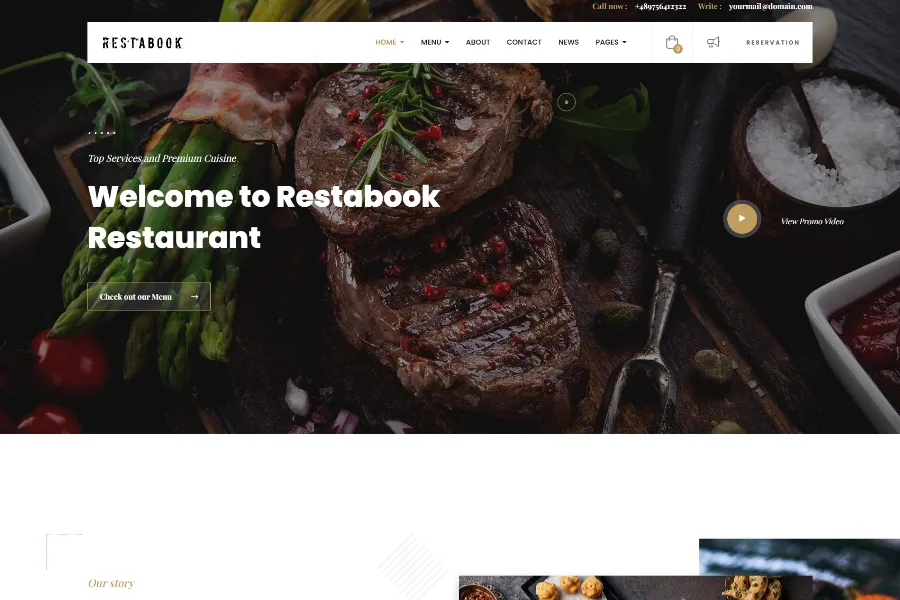 Call now : +489756412322 Write : yourmail@domain.com
RESTABOOK
HOME MENU ABOUT CONTACT NEWS PAGES 0 RESERVATION
Top Services and Premium Cuisine
Welcome to Restabook
Restaurant
View Promo Video
Check out our Menu
Our story